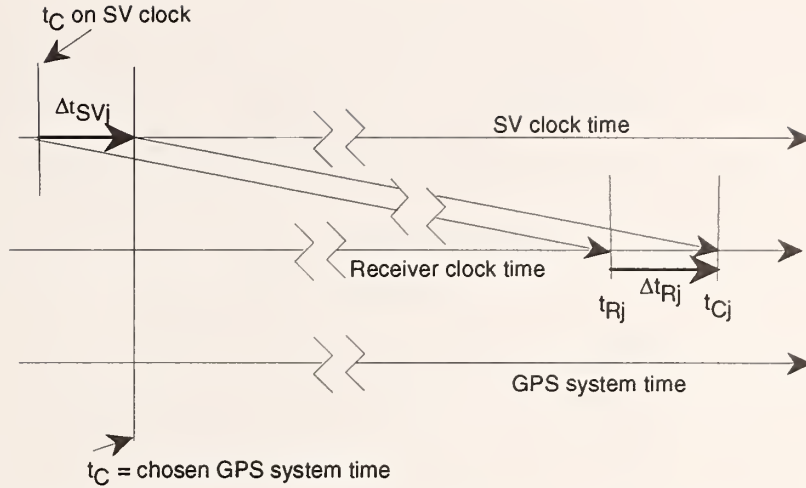 t_C on SV clock
Δt_SVj
SV clock time
Receiver clock time
t_Rj
Δt_Rj
t_Cj
GPS system time
t_C = chosen GPS system time